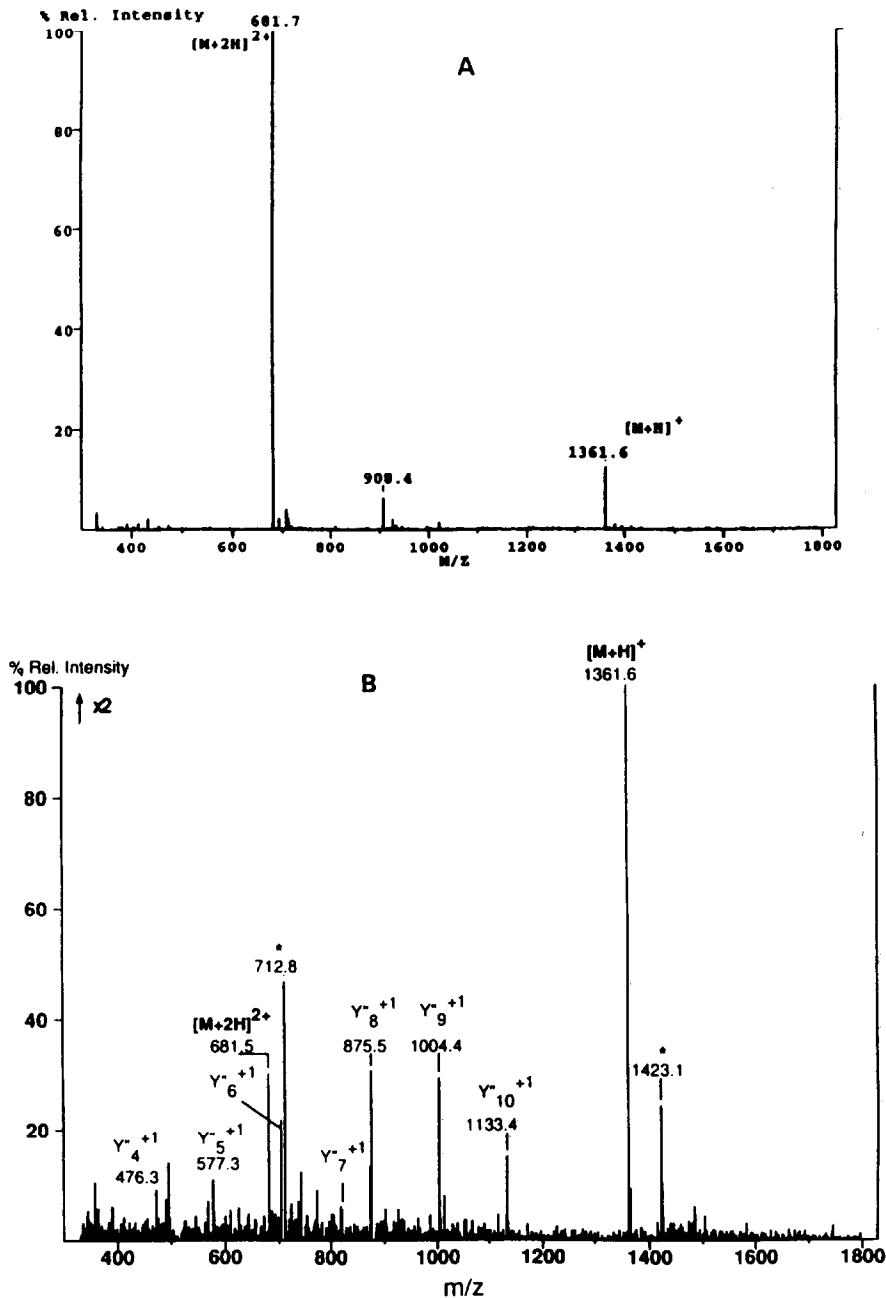 % Rel. Intensity
681.7
[M+2H]2+
A
100
80
60
40
20
908.4
[M+H]+
1361.6
400 600 800 1000 1200 1400 1600 1800
M/Z
% Rel. Intensity
B
[M+H]+
1361.6
100
x2
80
60
40
20
*
712.8
[M+2H]2+
681.5
Y"6+1
Y"8+1
875.5
Y"9+1
1004.4
*
1423.1
Y"10+1
1133.4
Y"4+1
476.3
Y"5+1
577.3
Y"7+1
400 600 800 1000 1200 1400 1600 1800
m/z